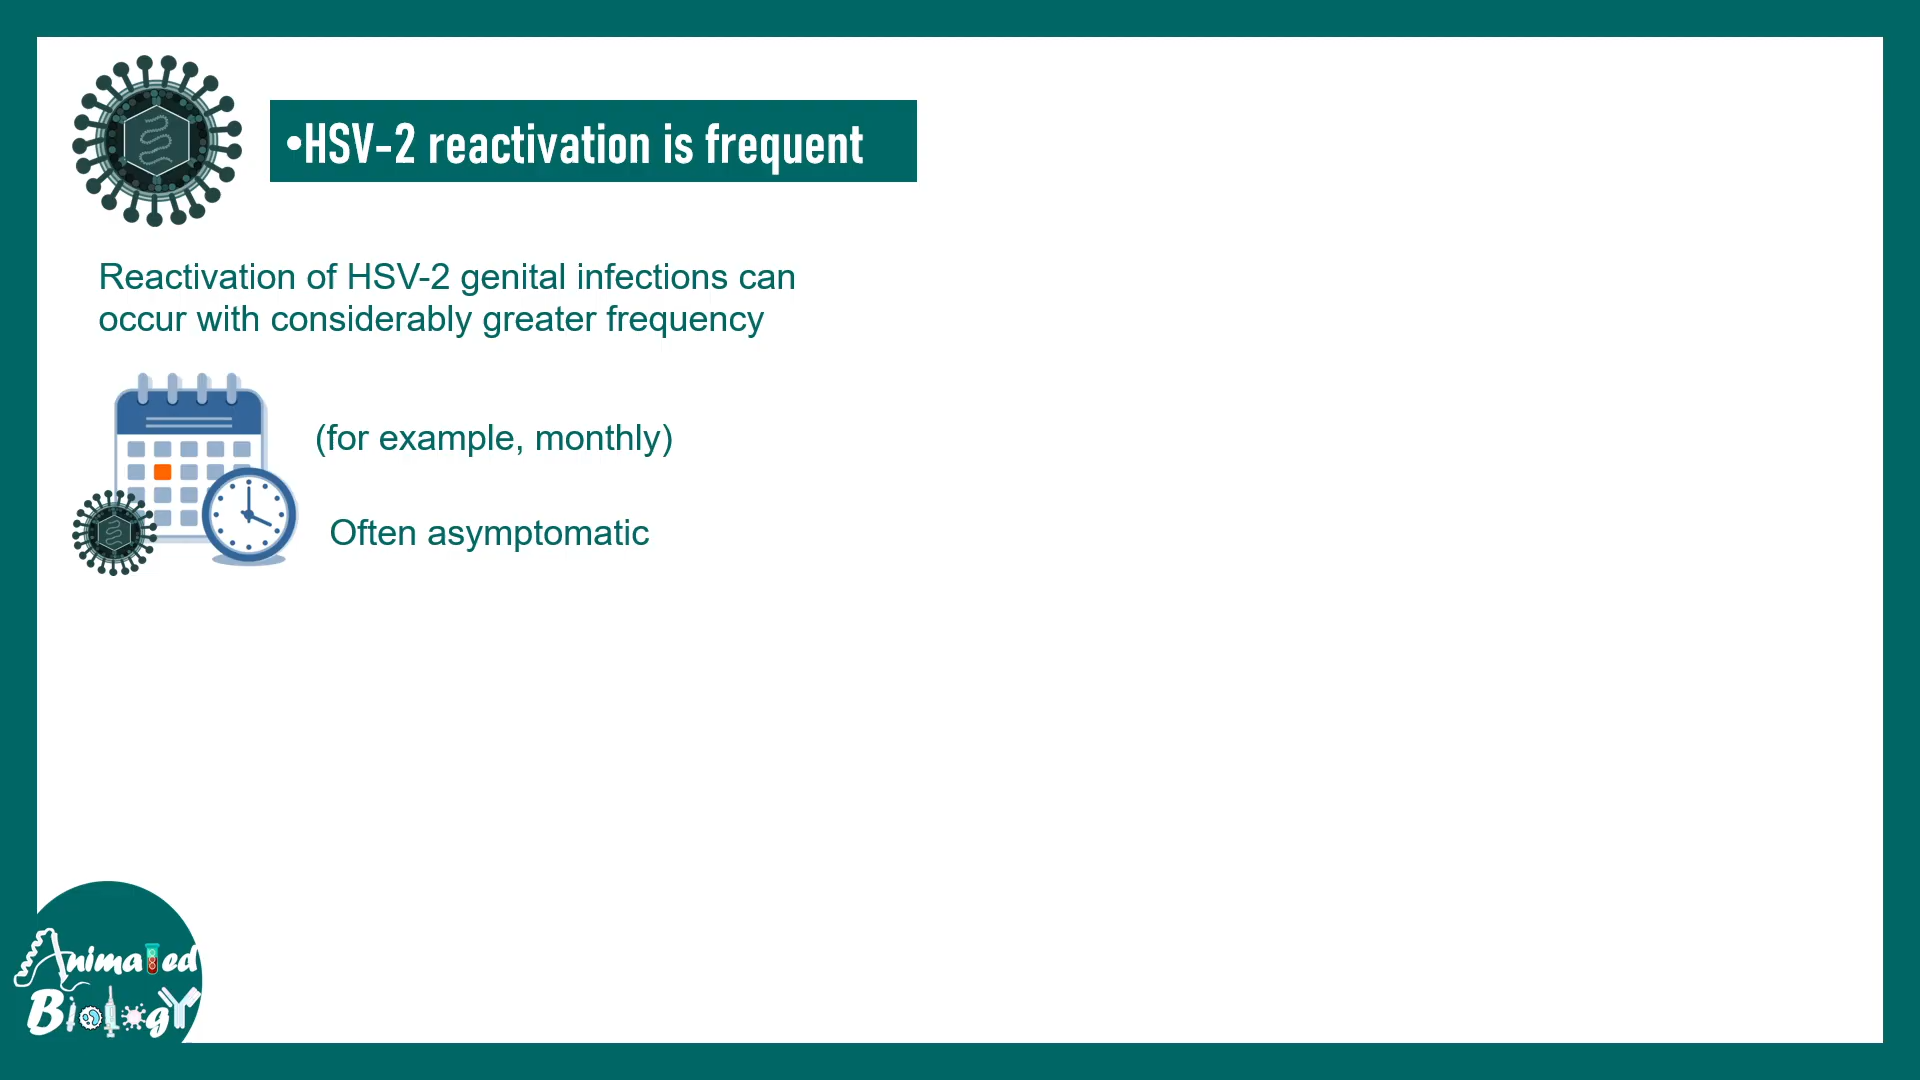 •HSV-2 reactivation is frequent
Reactivation of HSV-2 genital infections can
occur with considerably greater frequency
(for example, monthly)
Often asymptomatic
Animated
Biology